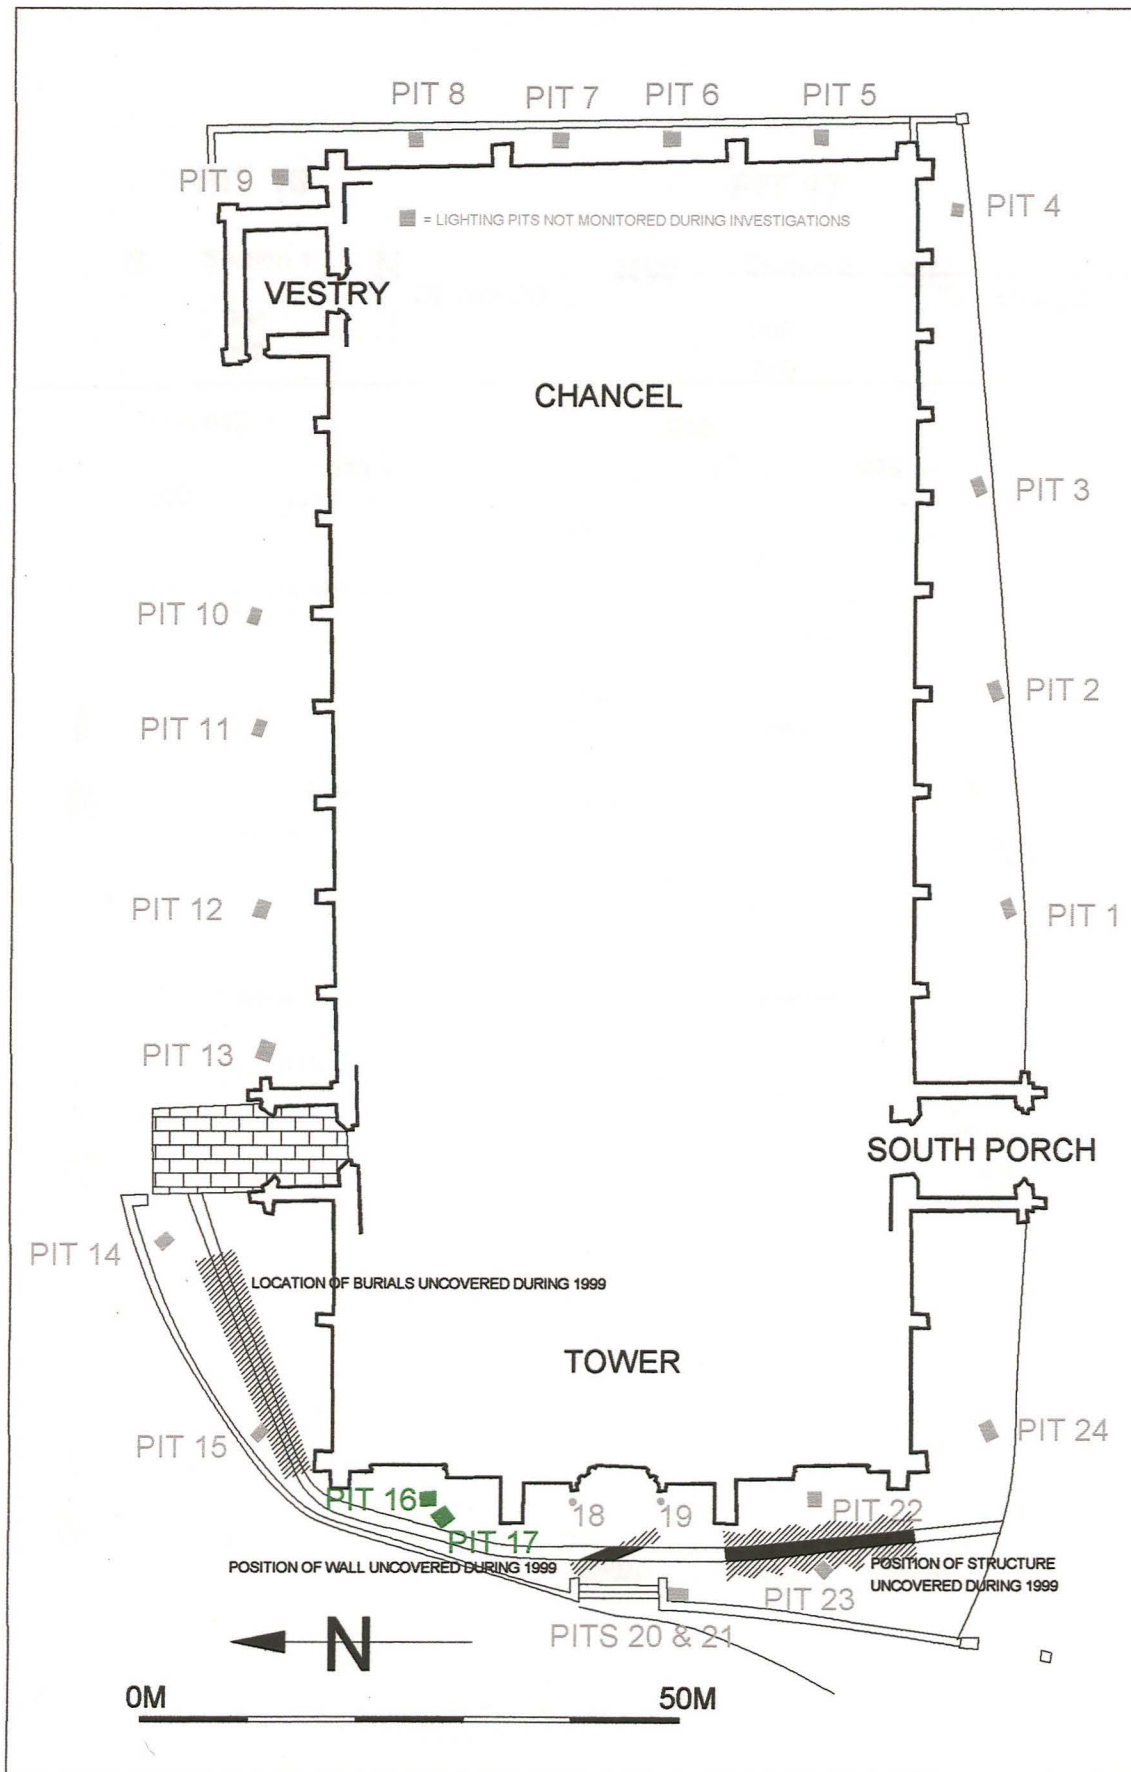 PIT 8
PIT 7
PIT 6
PIT 5
PIT 9
PIT 4
= LIGHTING PITS NOT MONITORED DURING INVESTIGATIONS
VESTRY
CHANCEL
PIT 3
PIT 10
PIT 2
PIT 11
PIT 12
PIT 1
PIT 13
SOUTH PORCH
PIT 14
LOCATION OF BURIALS UNCOVERED DURING 1999
TOWER
PIT 15
PIT 24
PIT 16
18
19
PIT 22
PIT 17
POSITION OF WALL UNCOVERED DURING 1999
POSITION OF STRUCTURE
UNCOVERED DURING 1999
PIT 23
PITS 20 & 21
N
0M
50M